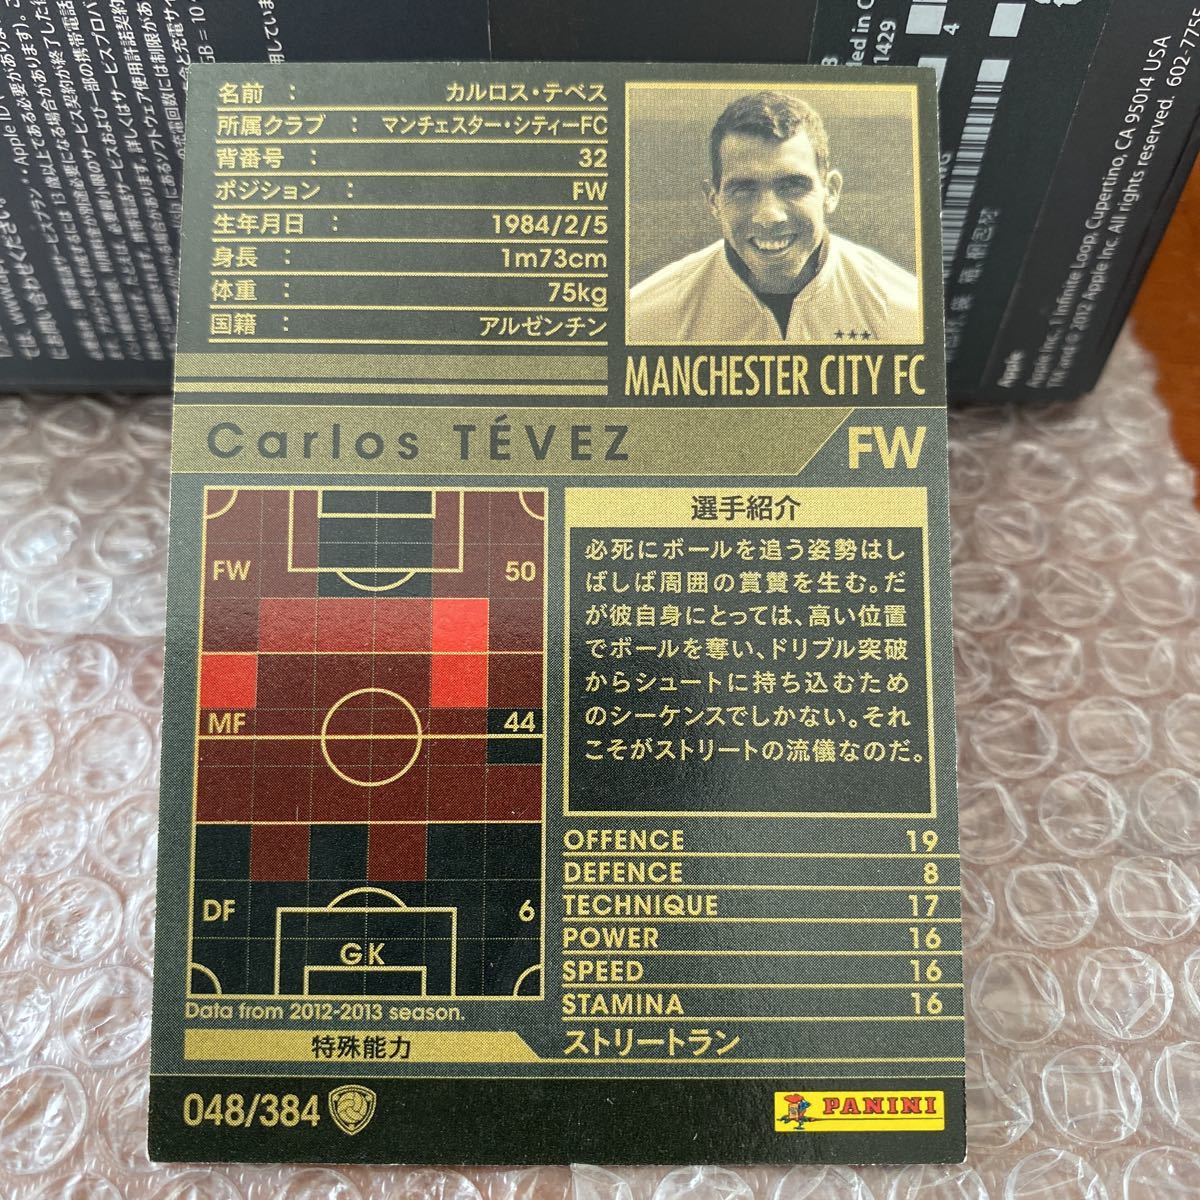 名前 : カルロス・テベス
所属クラブ : マンチェスター・シティーFC
背番号 : 32
ポジション : FW
生年月日 : 1984/2/5
身長 : 1m73cm
体重 : 75kg
国籍 : アルゼンチン
MANCHESTER CITY FC
Carlos TÉVEZ FW
FW 50
MF 44
DF 6
GK
Data from 2012-2013 season.
選手紹介
必死にボールを追う姿勢はし
ばしば周囲の賞賛を生む。だ
が彼自身にとっては、高い位置
でボールを奪い、ドリブル突破
からシュートに持ち込むため
のシーケンスでしかない。それ
こそがストリートの流儀なのだ。
OFFENCE 19
DEFENCE 8
TECHNIQUE 17
POWER 16
SPEED 16
STAMINA 16
特殊能力 ストリートラン
048/384
PANINI
Apple
Apple Inc. 1 Infinite Loop, Cupertino, CA 95014 USA
TM and © 2012 Apple Inc. All rights reserved. 602-7755
1429
4